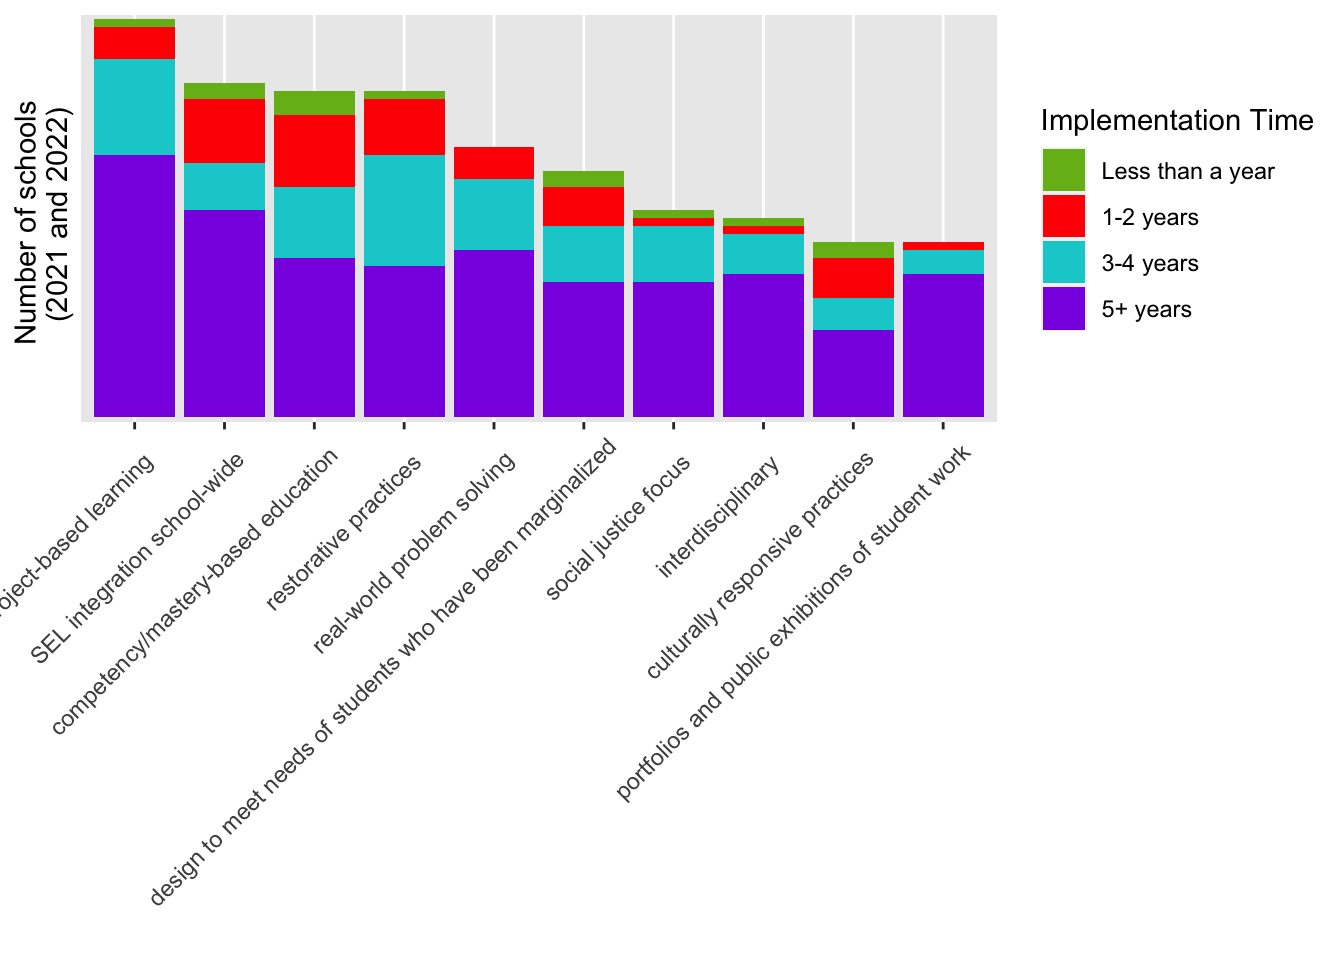 Number of schools
(2021 and 2022)
Implementation Time
Less than a year
1-2 years
3-4 years
5+ years
oject-based learning
SEL integration school-wide
competency/mastery-based education
restorative practices
real-world problem solving
design to meet needs of students who have been marginalized
social justice focus
interdisciplinary
culturally responsive practices
portfolios and public exhibitions of student work